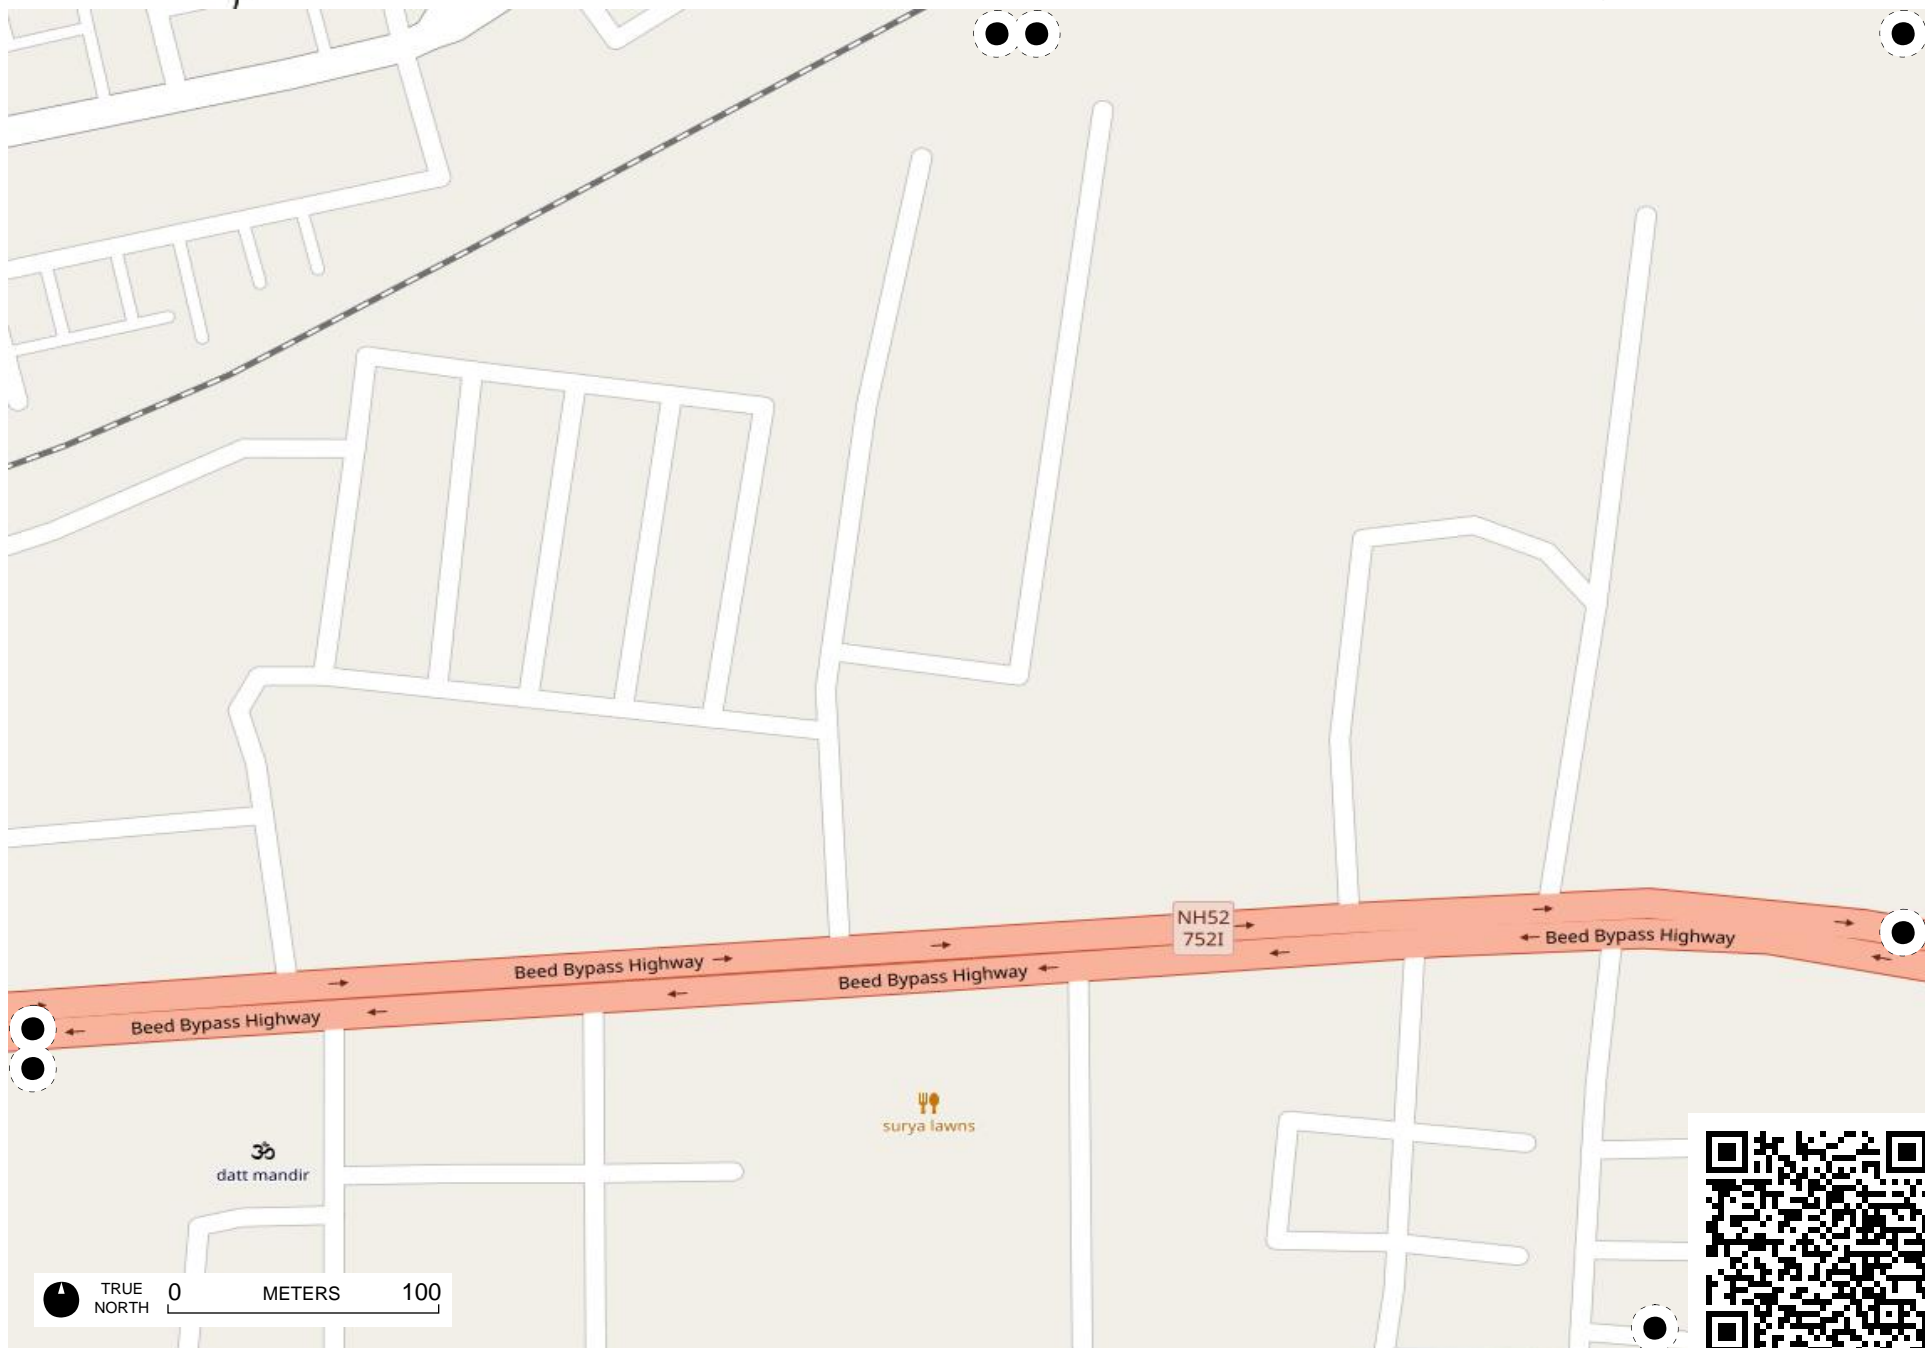 NH52
752I
Beed Bypass Highway
Beed Bypass Highway
Beed Bypass Highway
Beed Bypass Highway
surya lawns
ॐ
datt mandir
TRUE NORTH
0 METERS 100